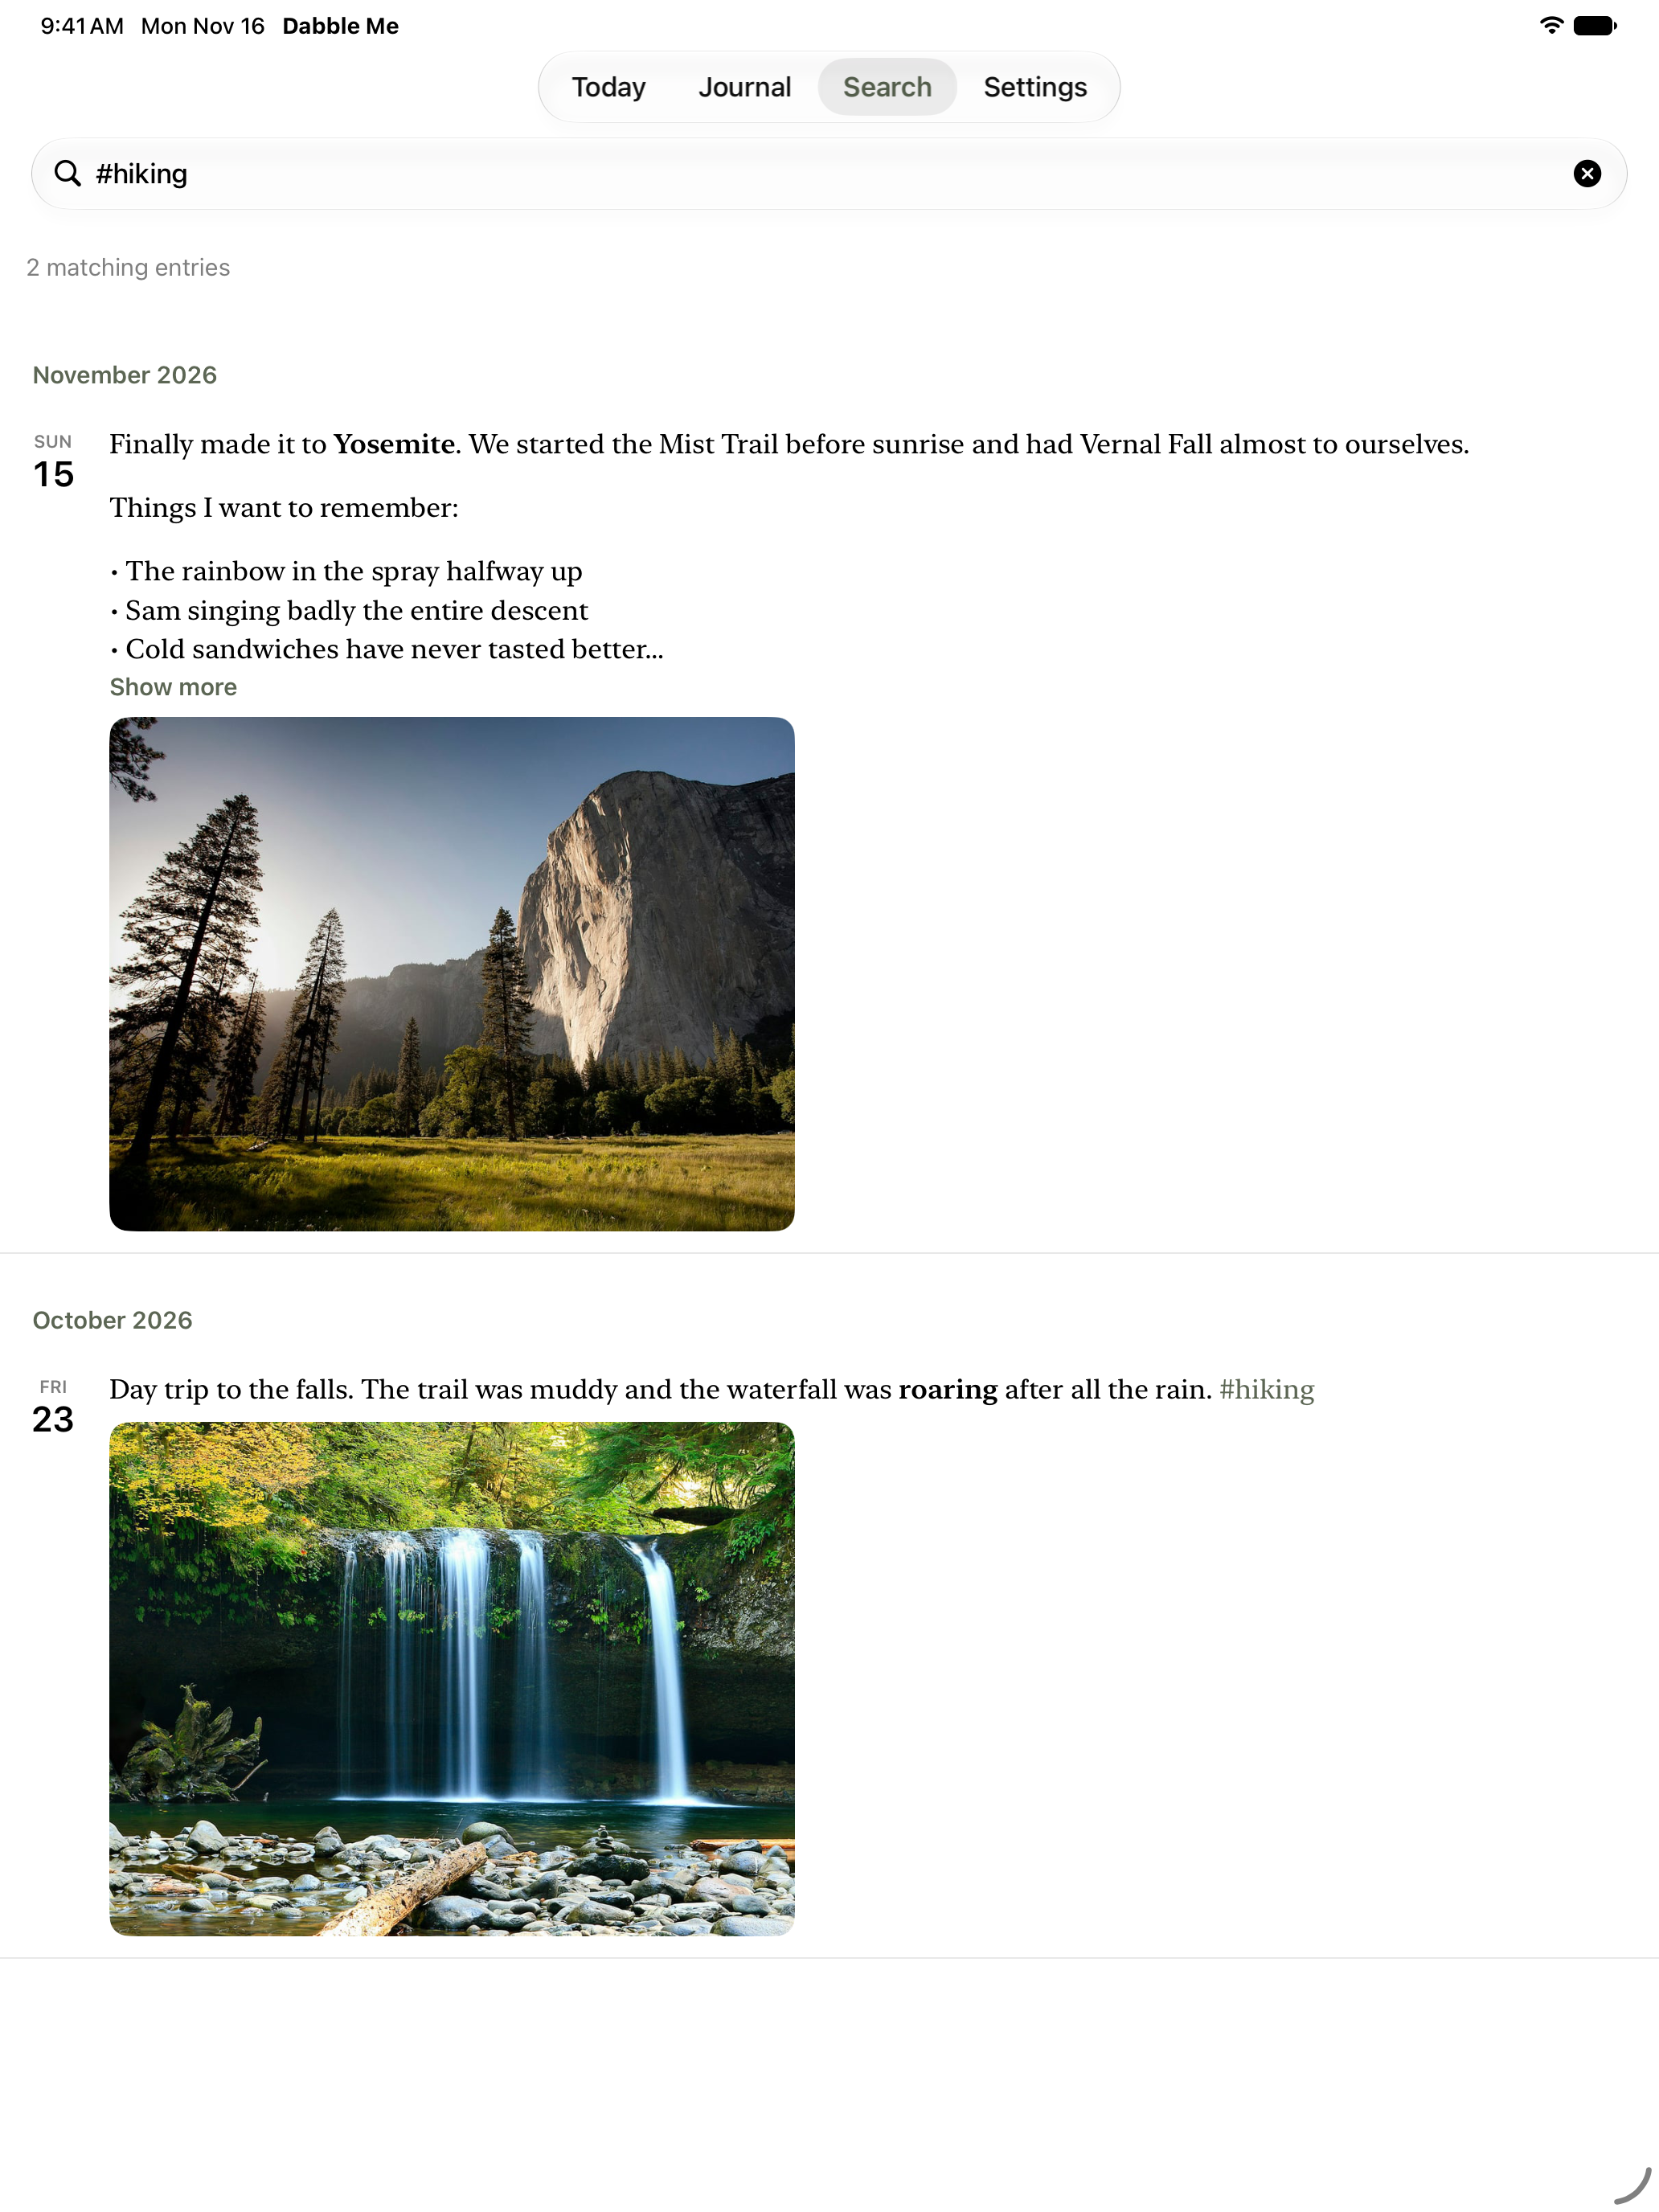 9:41 AM Mon Nov 16 Dabble Me
Today Journal Search Settings
#hiking
2 matching entries
November 2026
SUN
15
Finally made it to Yosemite. We started the Mist Trail before sunrise and had Vernal Fall almost to ourselves.
Things I want to remember:
• The rainbow in the spray halfway up
• Sam singing badly the entire descent
• Cold sandwiches have never tasted better...
Show more
October 2026
FRI
23
Day trip to the falls. The trail was muddy and the waterfall was roaring after all the rain. #hiking